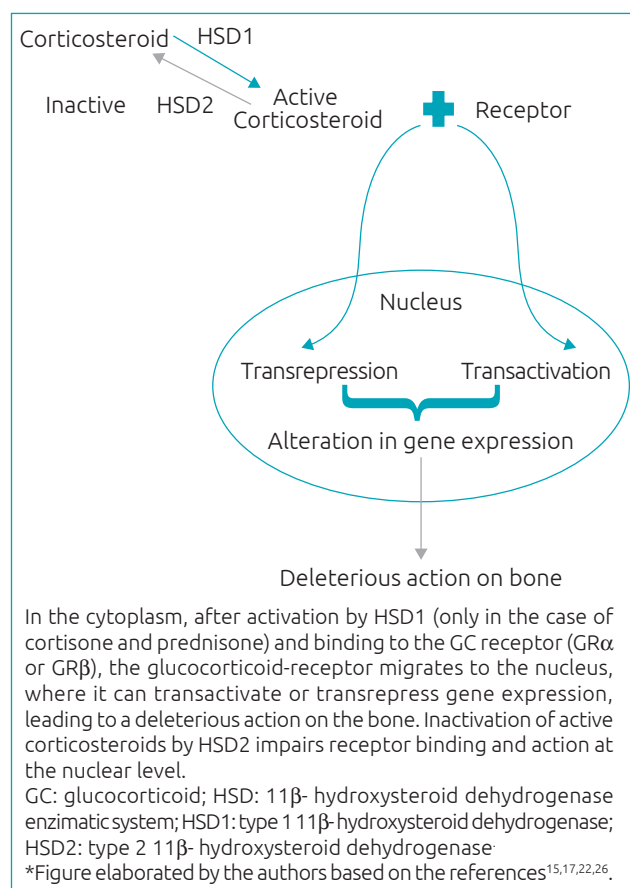 Corticosteroid HSD1
Inactive HSD2 Active
Corticosteroid
Receptor
Nucleus
Transrepression Transactivation
Alteration in gene expression
Deleterious action on bone
In the cytoplasm, after activation by HSD1 (only in the case of
cortisone and prednisone) and binding to the GC receptor (GRα
or GRβ), the glucocorticoid-receptor migrates to the nucleus,
where it can transactivate or transrepress gene expression,
leading to a deleterious action on the bone. Inactivation of active
corticosteroids by HSD2 impairs receptor binding and action at
the nuclear level.
GC: glucocorticoid; HSD: 11β- hydroxysteroid dehydrogenase
enzimatic system; HSD1: type 1 11β- hydroxysteroid dehydrogenase;
HSD2: type 2 11β- hydroxysteroid dehydrogenase.
*Figure elaborated by the authors based on the references15,17,22,26.